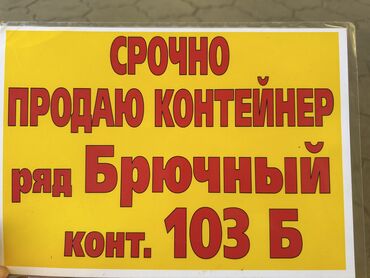 СРОЧНО
ПРОДАЮ КОНТЕЙНЕР
ряд Брючный
конт. 103 Б